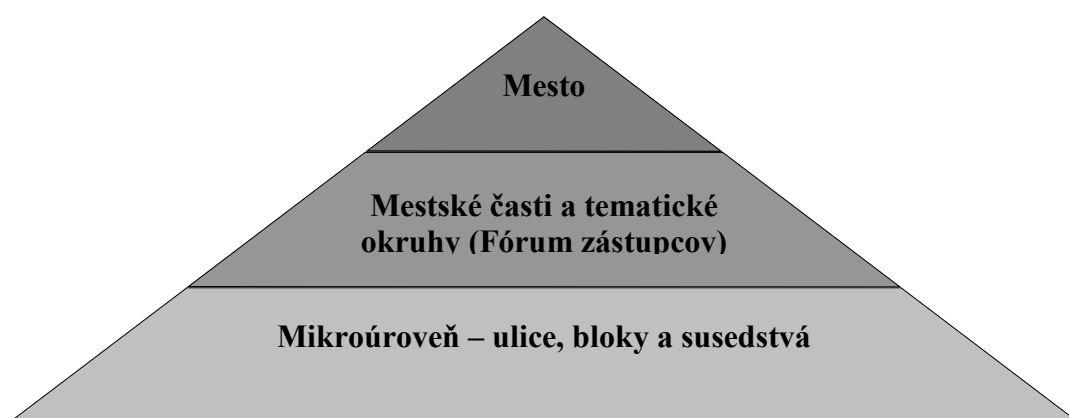 Mesto
Mestské časti a tematické
okruhy (Fórum zástupcov)
Mikroúroveň – ulice, bloky a susedstvá